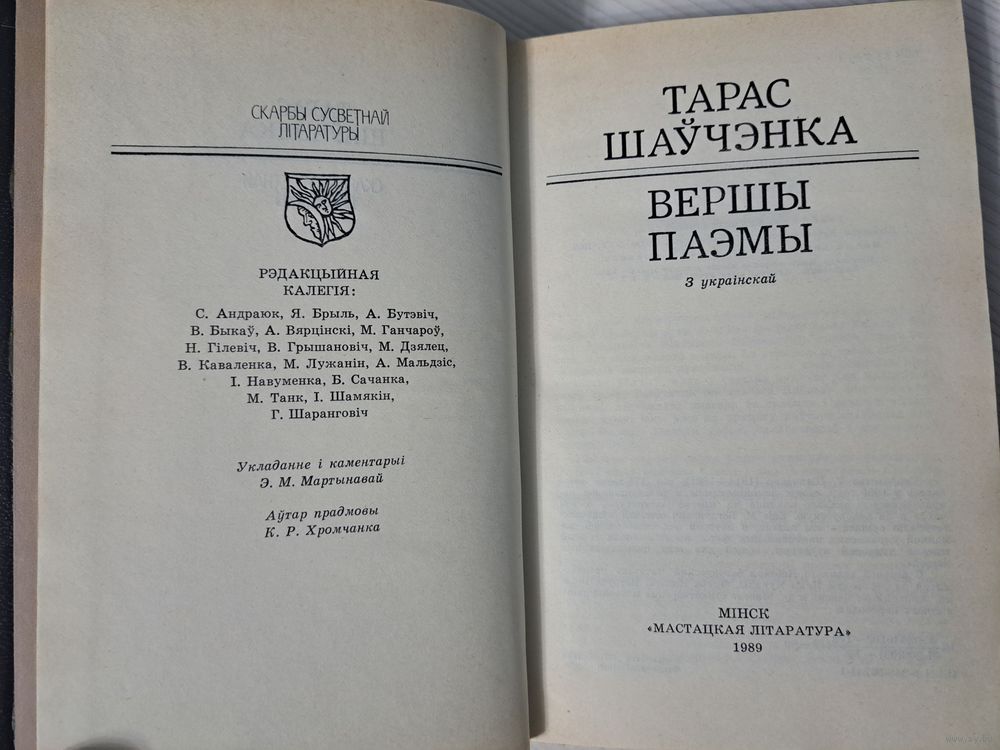 СКАРБЫ СУСВЕТНАЙ
ЛІТАРАТУРЫ
РЭДАКЦЫЙНАЯ
КАЛЕГІЯ:
С. Андраюк, Я. Брыль, А. Бутэвіч,
В. Быкаў, А. Вярцінскі, М. Ганчароў,
Н. Гілевіч, В. Грышановіч, М. Дзялец,
В. Каваленка, М. Лужанін, А. Мальдзіс,
І. Навуменка, Б. Сачанка,
М. Танк, І. Шамякін,
Г. Шаранговіч
Укладанне і каментарыі
Э. М. Мартынавай
Аўтар прадмовы
К. Р. Хромчанка
ТАРАС
ШАЎЧЭНКА
ВЕРШЫ
ПАЭМЫ
З украінскай
МІНСК
«МАСТАЦКАЯ ЛІТАРАТУРА»
1989